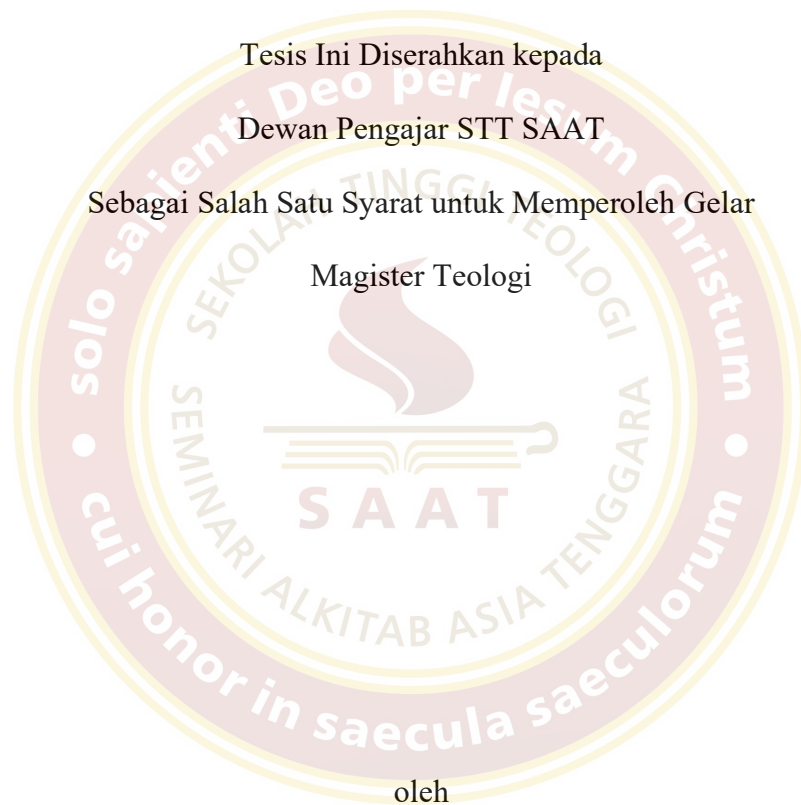 Tesis Ini Diserahkan kepada
Dewan Pengajar STT SAAT
Sebagai Salah Satu Syarat untuk Memperoleh Gelar
Magister Teologi
solo sapienti Deo per Iesum Christum
SEKOLAH TINGGI TEOLOGI
SEMINARI ALKITAB ASIA TENGGARA
SAAT
cui honor in saecula saeculorum
oleh